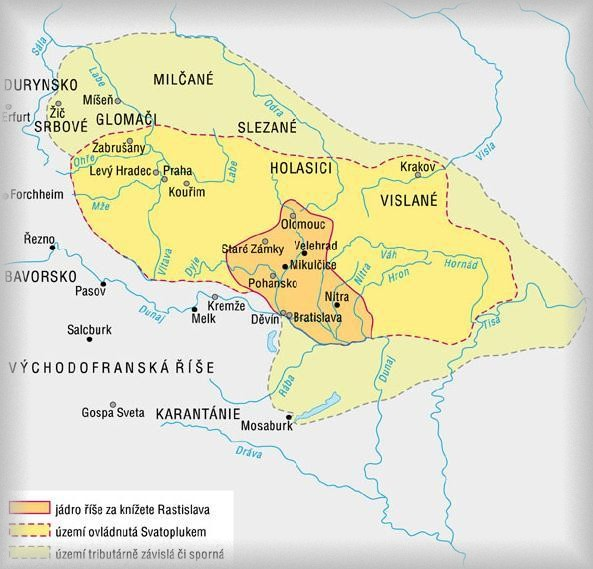 Sála
Labe
MILČANÉ
DURYNSKO
Míšeň
Odra
Erfurt
Žič
GLOMAČI
SRBOVÉ
SLEZANÉ
Zabrušany
Visla
Ohře
Labe
HOLASICI
Krakov
Levý Hradec
Praha
Kouřim
VISLANÉ
Forchheim
Mže
Olomouc
Řezno
Staré Zámky
Velehrad
Vltava
Dyje
Mikulčice
Nitra
Váh
Hron
Hornád
BAVORSKO
Pohansko
Pasov
Nitra
Kremže
Dunaj
Melk
Děvín
Bratislava
Tisa
Salcburk
VÝCHODOFRANSKÁ ŘÍŠE
Rába
Dunaj
Gospa Sveta
KARANTÁNIE
Mosaburk
Dráva
jádro říše za knížete Rastislava
území ovládnutá Svatoplukem
území tributárně závislá či sporná